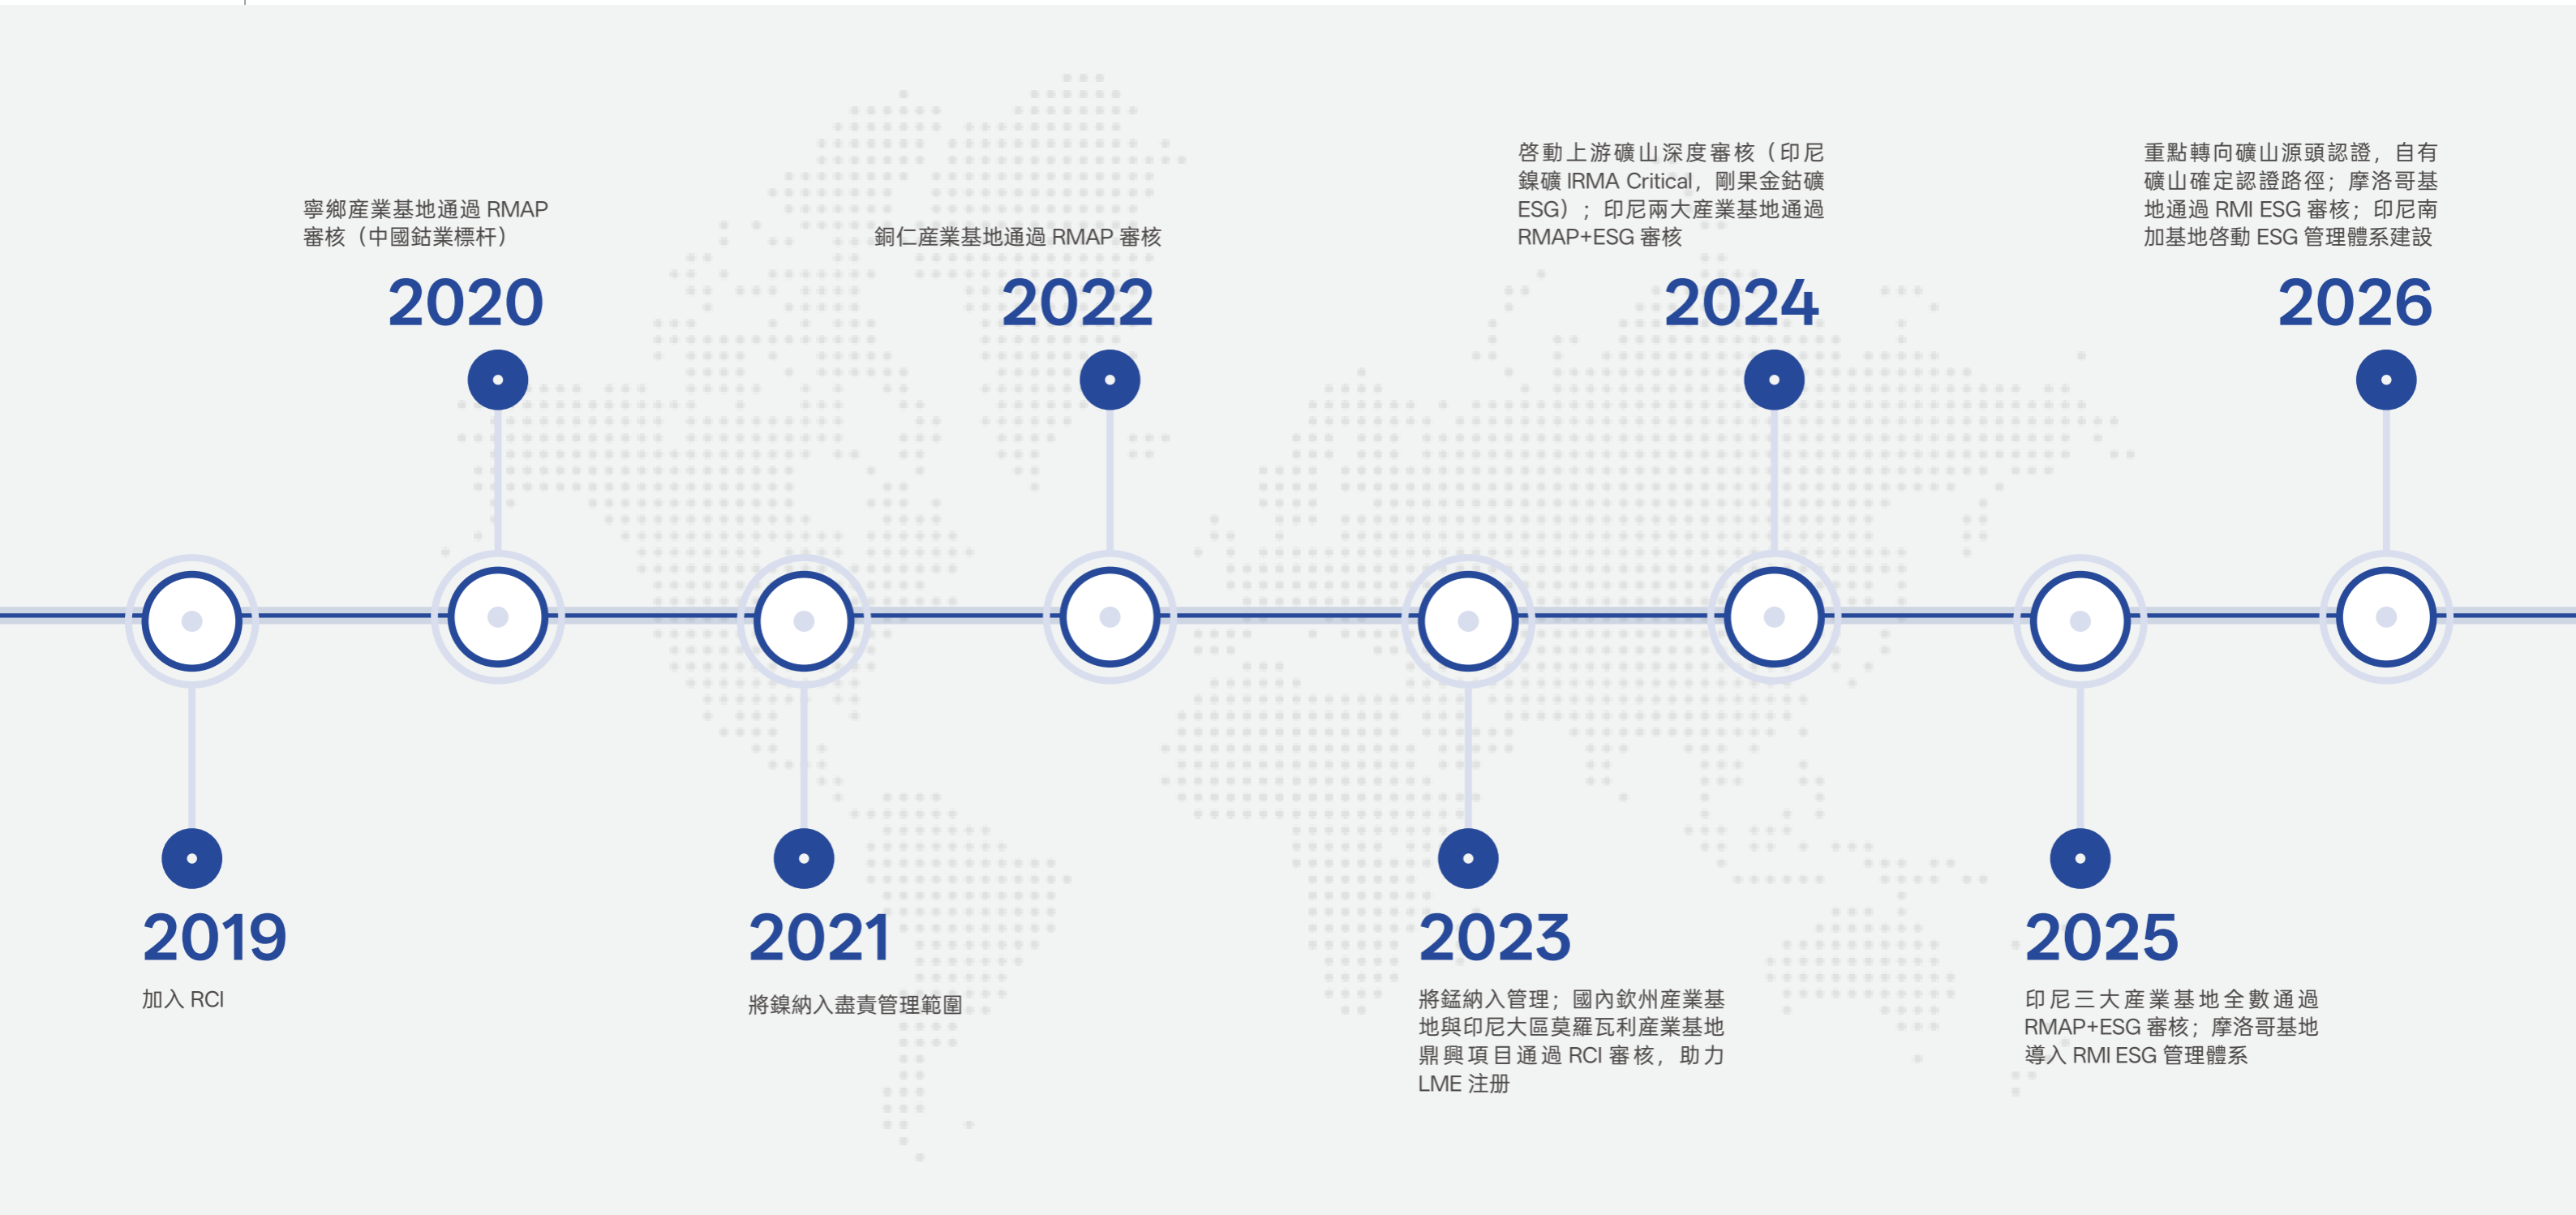 2019
加入 RCI
寧鄉産業基地通過 RMAP
審核（中國鈷業標杆）
2020
2021
將鎳納入盡責管理範圍
銅仁産業基地通過 RMAP 審核
2022
2023
將錳納入管理；國內欽州産業基
地與印尼大區莫羅瓦利産業基地
鼎興項目通過 RCI 審核，助力
LME 注册
啓動上游礦山深度審核（印尼
鎳礦 IRMA Critical，剛果金鈷礦
ESG）；印尼兩大産業基地通過
RMAP+ESG 審核
2024
2025
印尼三大産業基地全數通過
RMAP+ESG 審核；摩洛哥基地
導入 RMI ESG 管理體系
重點轉向礦山源頭認證，自有
礦山確定認證路徑；摩洛哥基
地通過 RMI ESG 審核；印尼南
加基地啓動 ESG 管理體系建設
2026